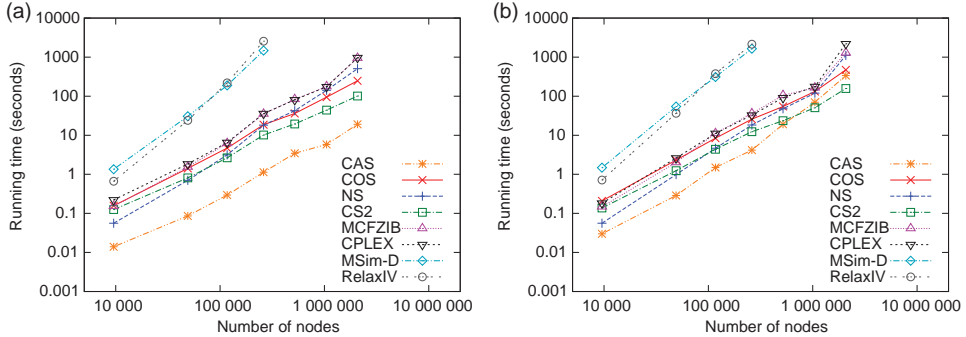 (a)
10000
1000
100
10
1
0.1
0.01
0.001
Running time (seconds)
CAS
COS
NS
CS2
MCFZIB
CPLEX
MSim-D
RelaxIV
10 000
100 000
1 000 000
10 000 000
Number of nodes
(b)
10000
1000
100
10
1
0.1
0.01
0.001
Running time (seconds)
CAS
COS
NS
CS2
MCFZIB
CPLEX
MSim-D
RelaxIV
10 000
100 000
1 000 000
10 000 000
Number of nodes